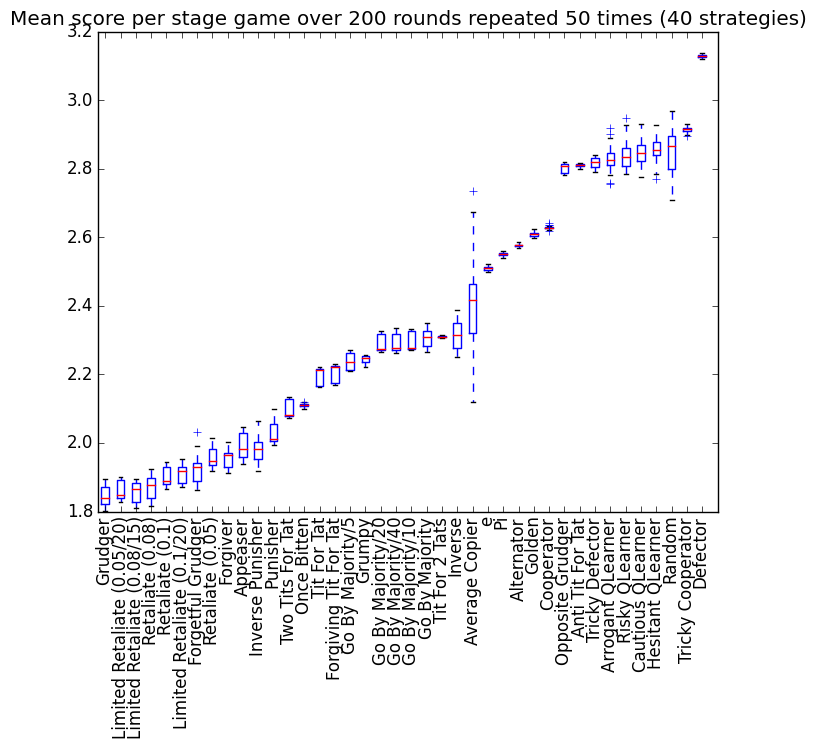 Mean score per stage game over 200 rounds repeated 50 times (40 strategies)
3.2
3.0
2.8
2.6
2.4
2.2
2.0
1.8
Grudger
Limited Retaliate (0.05/20)
Limited Retaliate (0.08/15)
Retaliate (0.08)
Retaliate (0.1)
Limited Retaliate (0.1/20)
Forgetful Grudger
Retaliate (0.05)
Forgiver
Appeaser
Inverse Punisher
Punisher
Two Tits For Tat
Once Bitten
Tit For Tat
Forgiving Tit For Tat
Go By Majority/5
Grumpy
Go By Majority/20
Go By Majority/40
Go By Majority/10
Go By Majority
Tit For 2 Tats
Inverse
Average Copier
e
Pi
Alternator
Golden
Cooperator
Opposite Grudger
Anti Tit For Tat
Tricky Defector
Arrogant QLearner
Risky QLearner
Cautious QLearner
Hesitant QLearner
Random
Tricky Cooperator
Defector